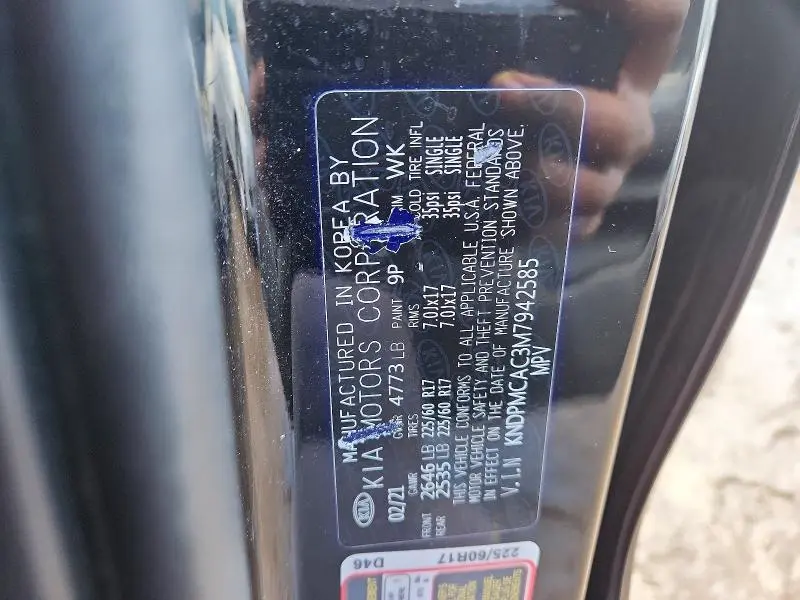 KIA
MANUFACTURED IN KOREA BY
KIA MOTORS CORPORATION
02/21 GVWR 4773 LB PAINT 9P TRIM WK
GAWR TIRES RIMS COLD TIRE INFL
FRONT 2646 LB 225/60 R17 7.0Jx17 35psi SINGLE
REAR 2535 LB 225/60 R17 7.0Jx17 35psi SINGLE
THIS VEHICLE CONFORMS TO ALL APPLICABLE U.S.A. FEDERAL
MOTOR VEHICLE SAFETY AND THEFT PREVENTION STANDARDS
IN EFFECT ON THE DATE OF MANUFACTURE SHOWN ABOVE.
V.I.N KNDPMCAC3M7942585
MPV
D46
225/60R17